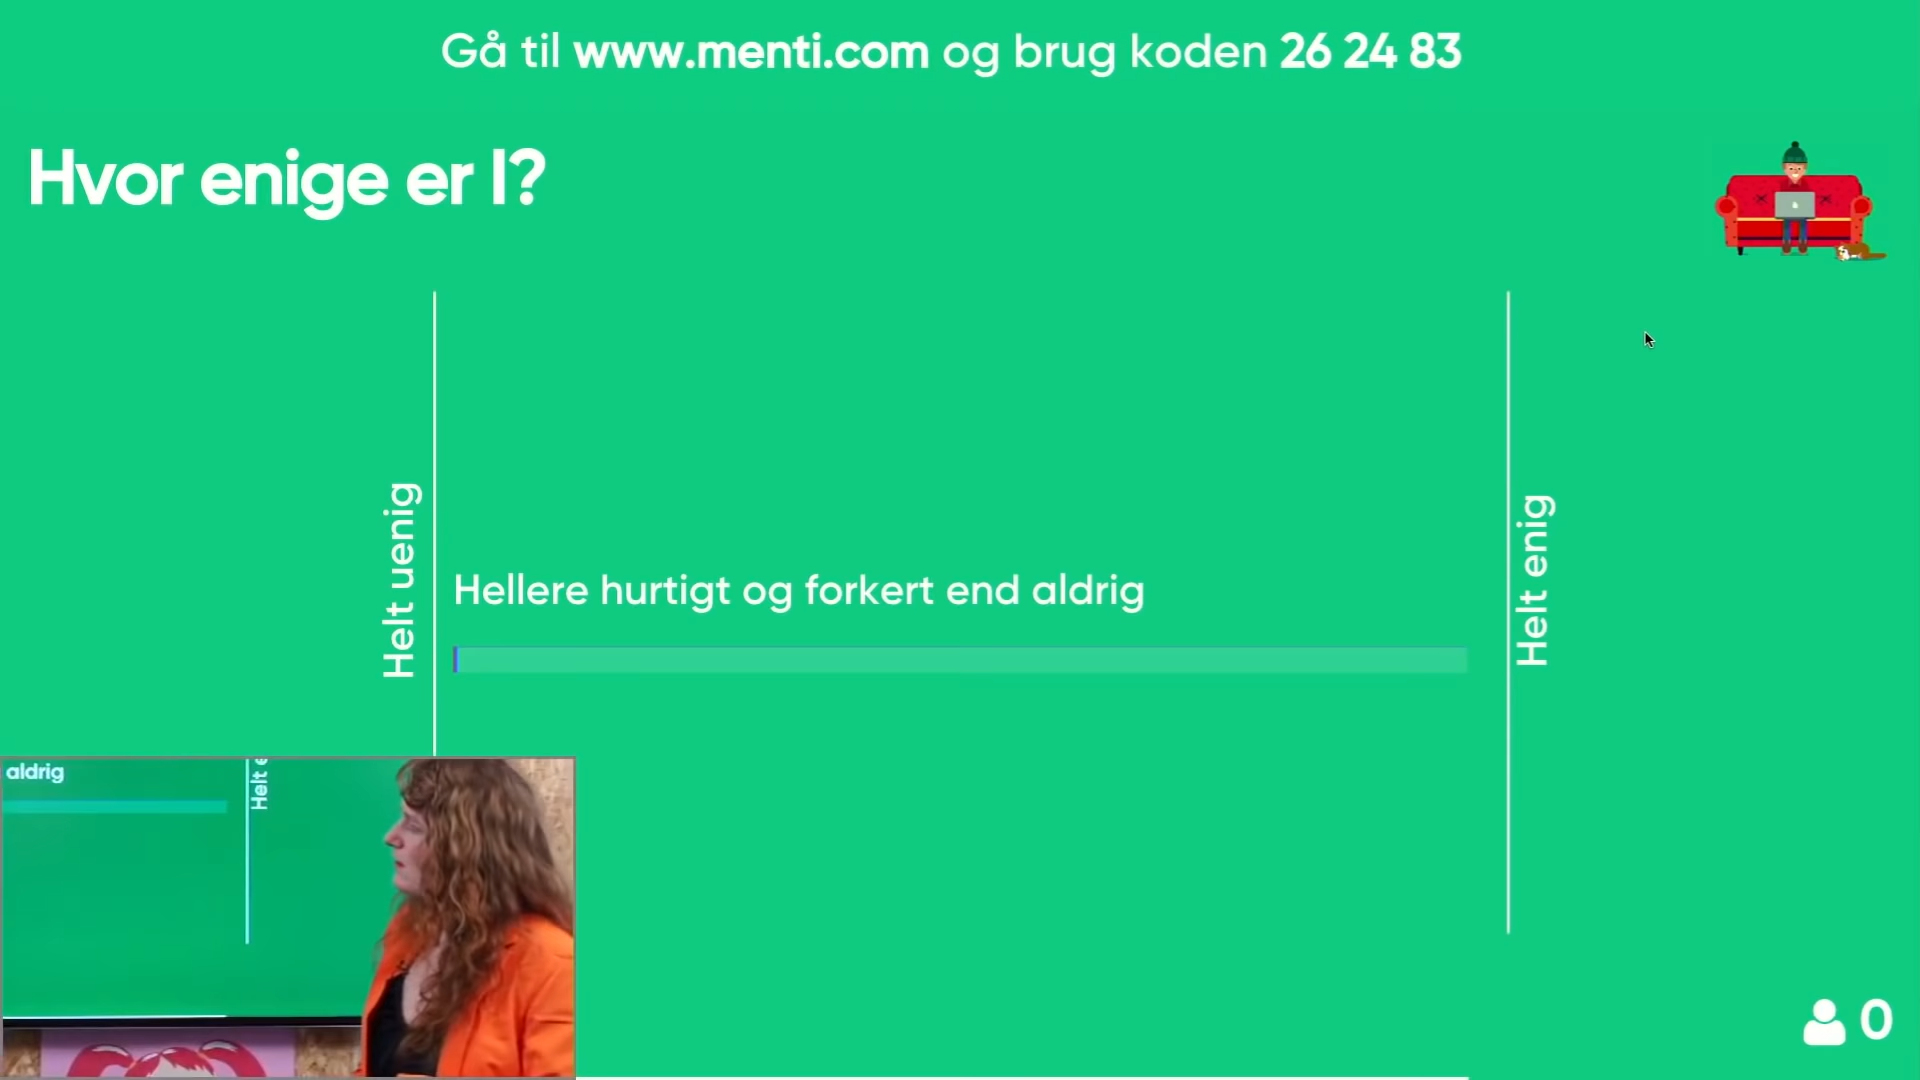 Gå til www.menti.com og brug koden 26 24 83
Hvor enige er I?
Helt uenig
Hellere hurtigt og forkert end aldrig
Helt enig
aldrig
Helt
0